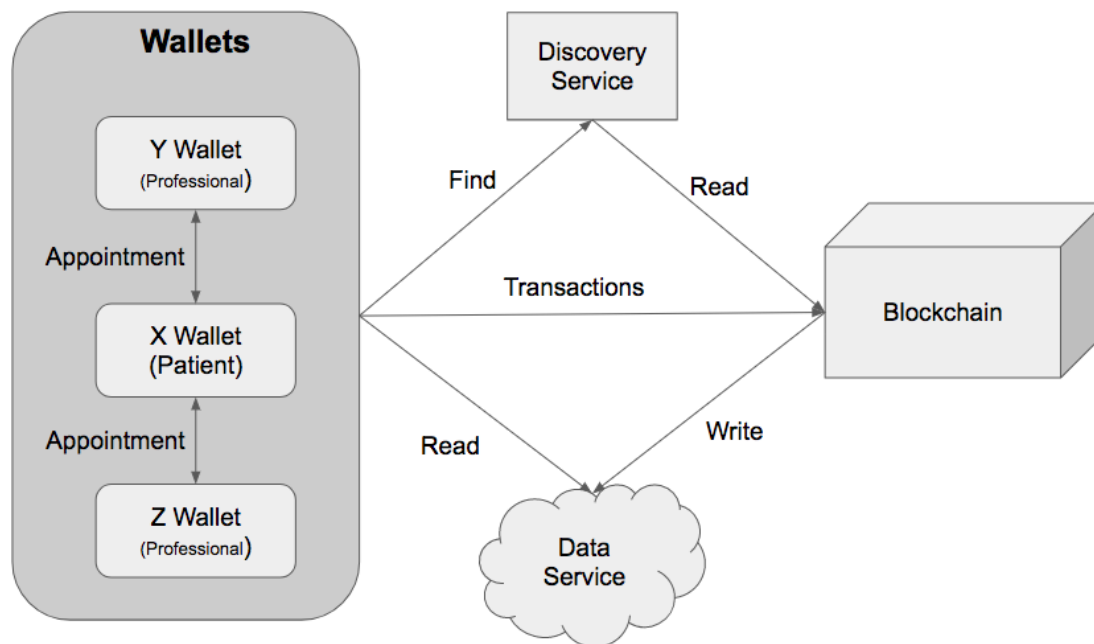 Wallets
Y Wallet
(Professional)
Appointment
X Wallet
(Patient)
Appointment
Z Wallet
(Professional)
Discovery
Service
Find
Read
Transactions
Blockchain
Read
Write
Data
Service